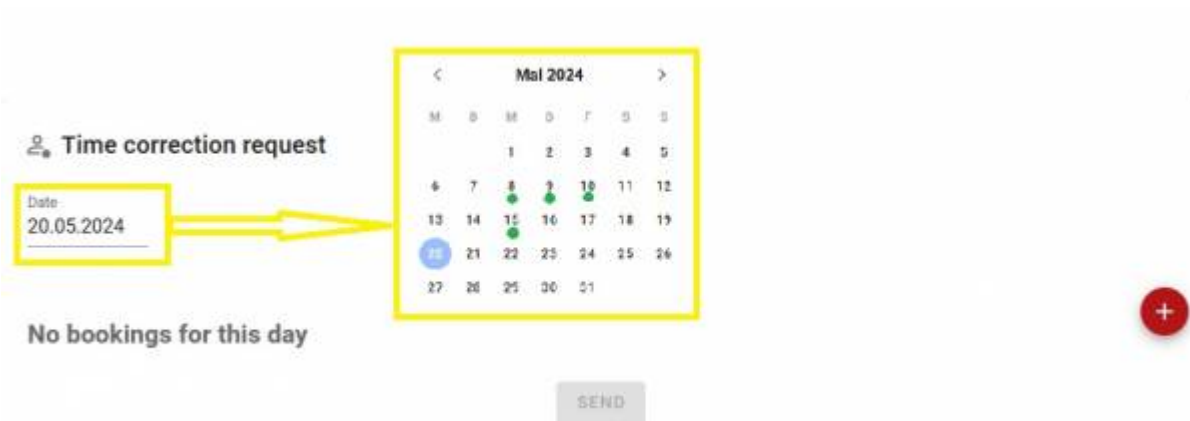 Time correction request
Date
20.05.2024
No bookings for this day
< Mai 2024 >
M D M D F S S
1 2 3 4 5
6 7 8 9 10 11 12
13 14 15 16 17 18 19
20 21 22 23 24 25 26
27 28 29 30 31
+
SEND